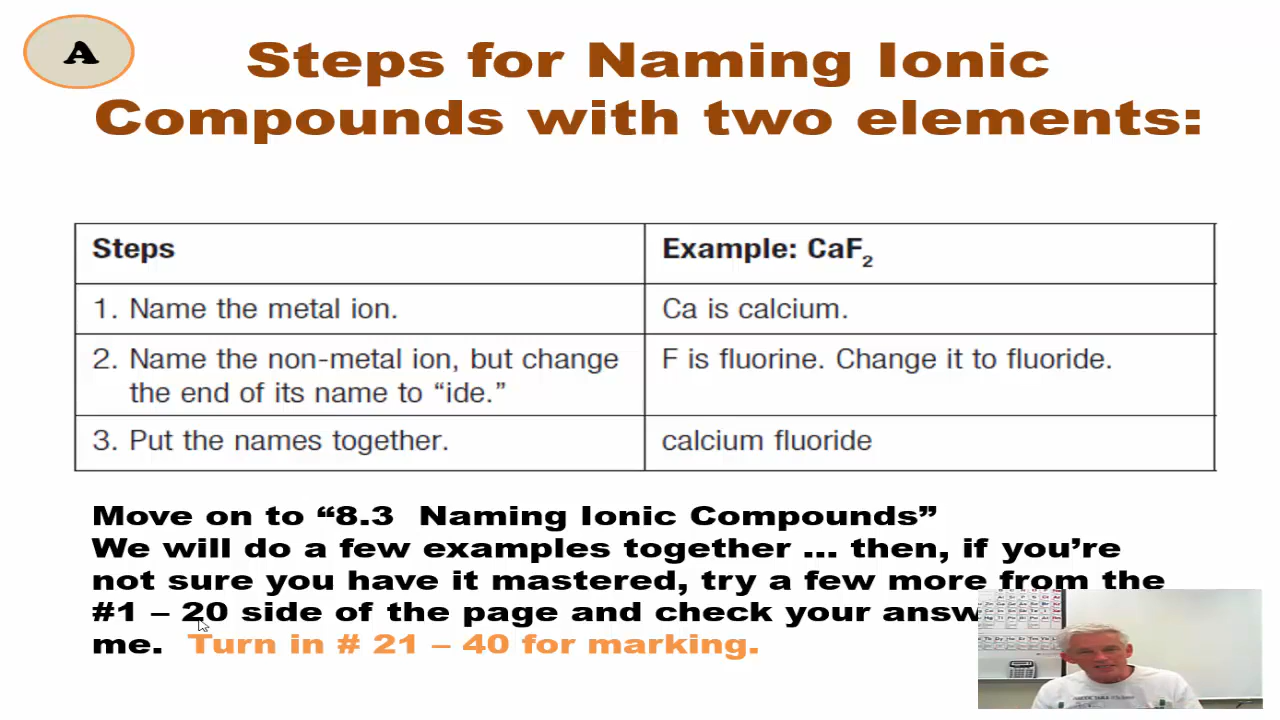 A
Steps for Naming Ionic
Compounds with two elements:
Steps
Example: CaF₂
1. Name the metal ion.
Ca is calcium.
2. Name the non-metal ion, but change
the end of its name to “ide.”
F is fluorine. Change it to fluoride.
3. Put the names together.
calcium fluoride
Move on to “8.3 Naming Ionic Compounds”
We will do a few examples together … then, if you’re
not sure you have it mastered, try a few more from the
#1 – 20 side of the page and check your
me. Turn in # 21 – 40 for marking.